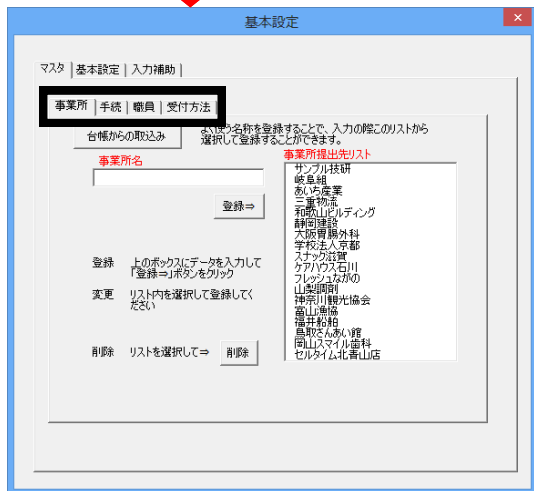 基本設定
×
マスタ 基本設定 入力補助
事業所 手続 職員 受付方法
台帳からの取込み
よく使う名称を登録することで、入力の際このリストから
選択して登録することができます。
事業所名
登録⇒
登録 上のボックスにデータを入力して
「登録⇒」ボタンをクリック
変更 リスト内を選択して登録してく
ださい
削除 リストを選択して⇒ 削除
事業所提出先リスト
サンプル技研
岐阜組
あいち産業
三重物流
和歌山ビルディング
静岡建設
大阪胃腸外科
学校法人京都
スナック滋賀
ケアハウス石川
フレッシュながの
山梨調剤
神奈川観光協会
富山漁協
福井船舶
鳥取さんあい館
岡山スマイル歯科
セルタイム北青山店